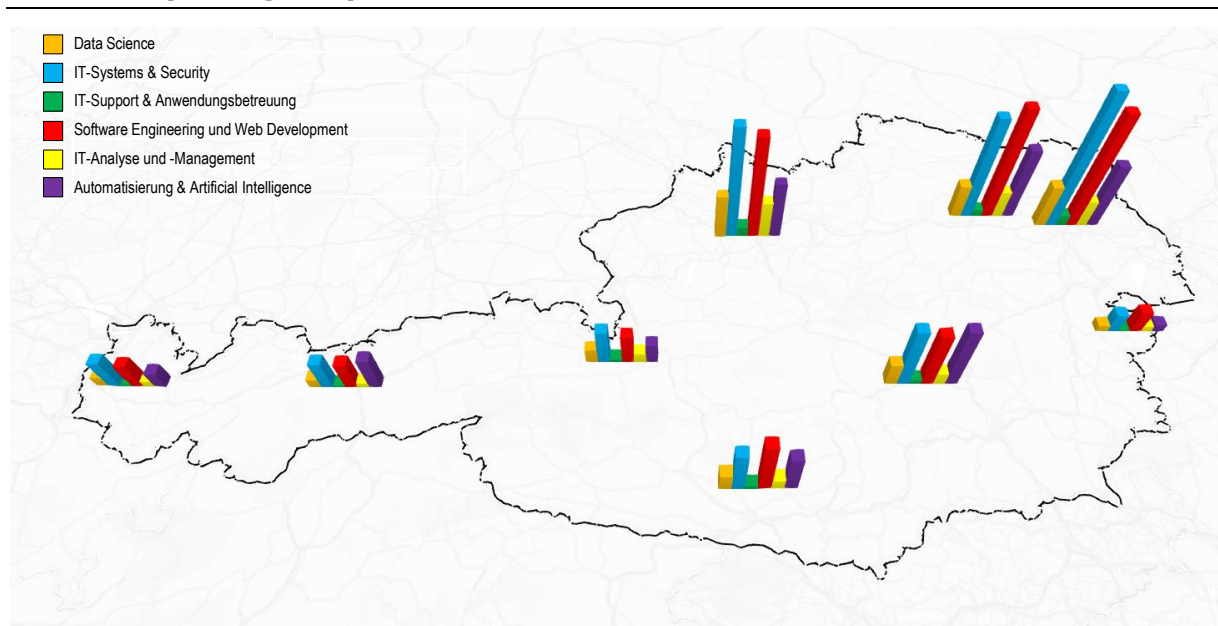 Data Science
IT-Systems & Security
IT-Support & Anwendungsbetreuung
Software Engineering und Web Development
IT-Analyse und -Management
Automatisierung & Artificial Intelligence